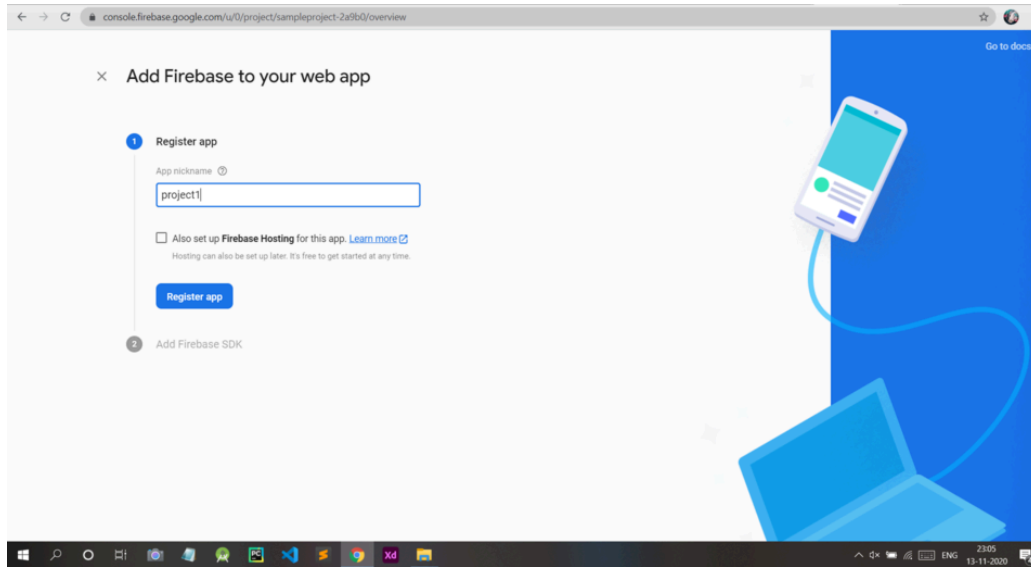 console.firebase.google.com/u/0/project/sampleproject-2a9b0/overview
Go to docs
Add Firebase to your web app
1 Register app
App nickname
project1
Also set up Firebase Hosting for this app. Learn more
Hosting can also be set up later. It's free to get started at any time.
Register app
2 Add Firebase SDK
PC
Xd
ENG
23:05
13-11-2020